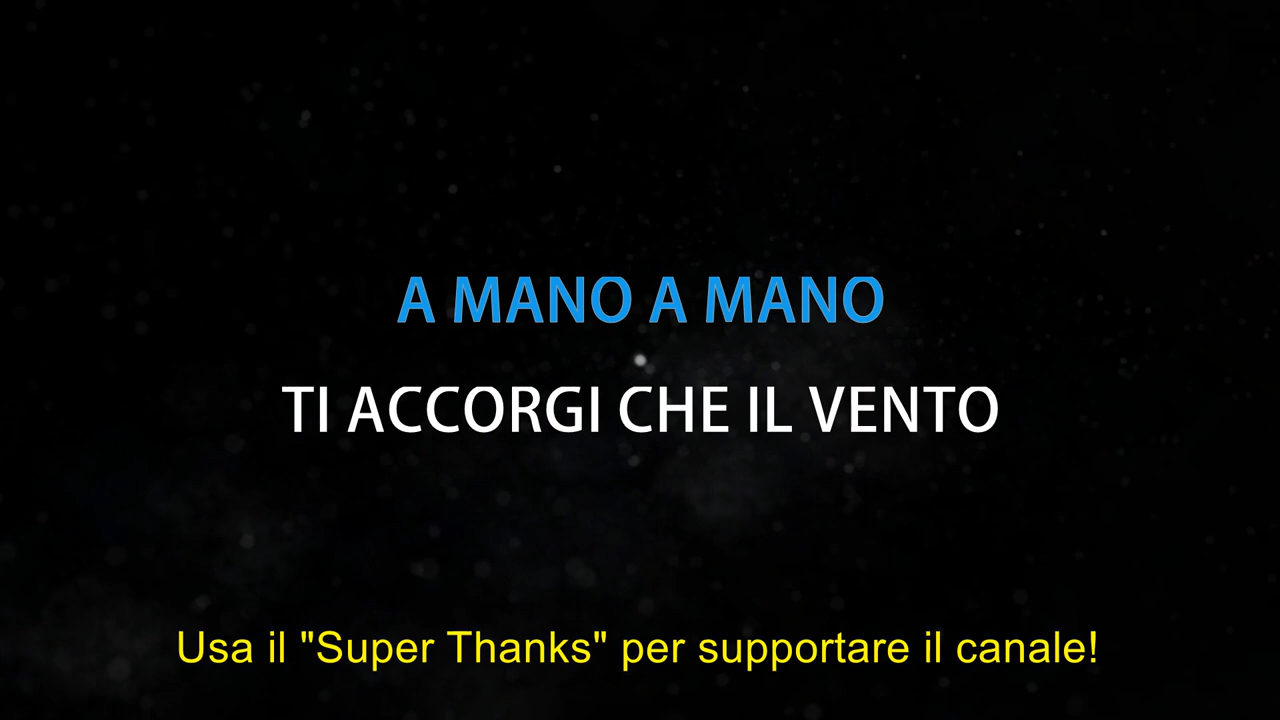 A MANO A MANO
TI ACCORGI CHE IL VENTO
Usa il "Super Thanks" per supportare il canale!